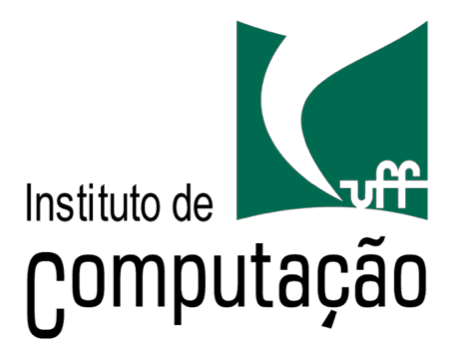 uff
Instituto de
Computação